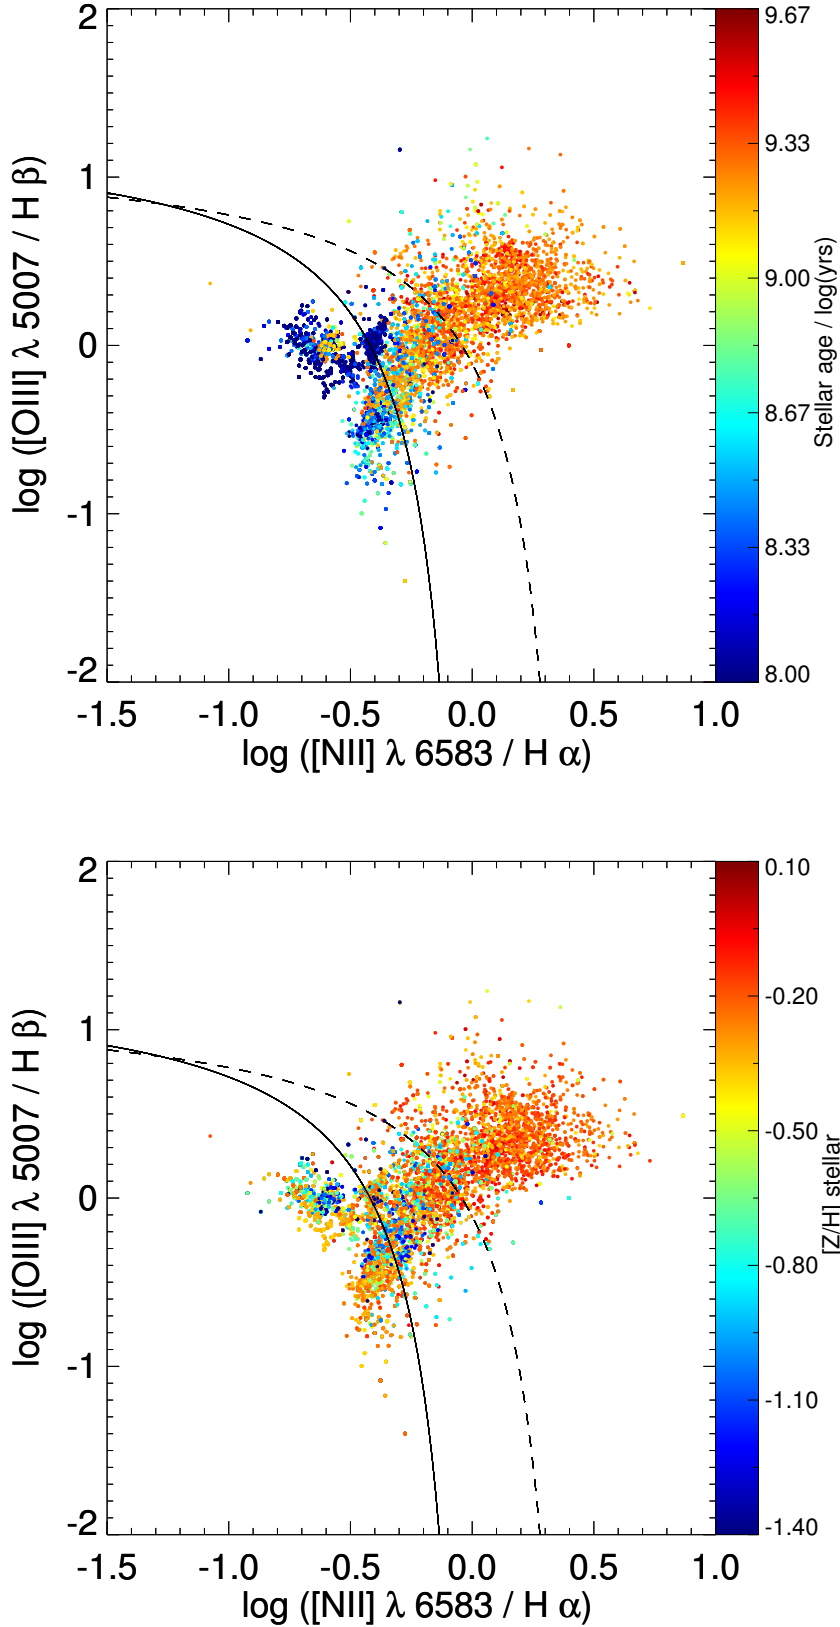 2
1
0
-1
-2
-1.5 -1.0 -0.5 0.0 0.5 1.0
log ([NII] λ 6583 / H α)
log ([OIII] λ 5007 / H β)
9.67
9.33
9.00
8.67
8.33
8.00
Stellar age / log(yrs)
2
1
0
-1
-2
-1.5 -1.0 -0.5 0.0 0.5 1.0
log ([NII] λ 6583 / H α)
log ([OIII] λ 5007 / H β)
0.10
-0.20
-0.50
-0.80
-1.10
-1.40
[Z/H] stellar